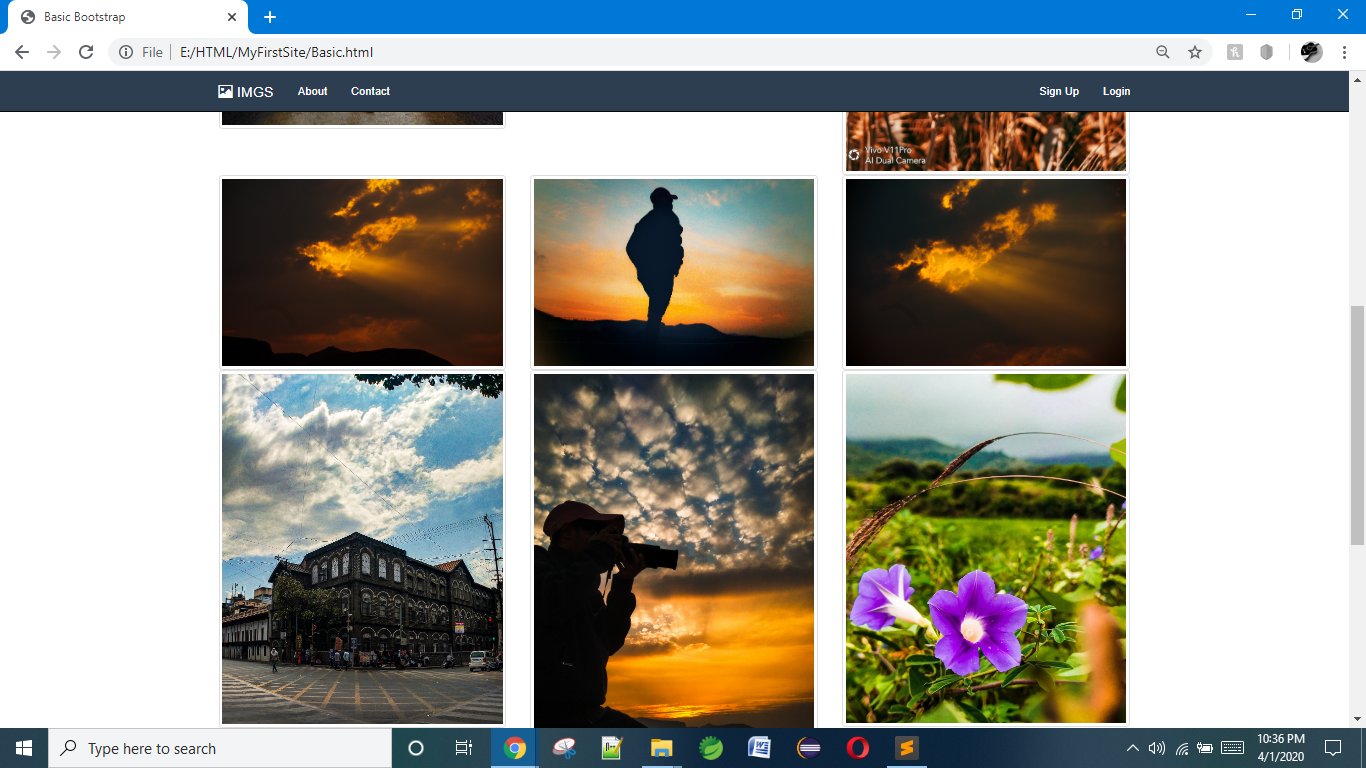 Basic Bootstrap
File E:/HTML/MyFirstSite/Basic.html
IMGS About Contact Sign Up Login
Vivo V11Pro
AI Dual Camera
Type here to search
10:36 PM
4/1/2020